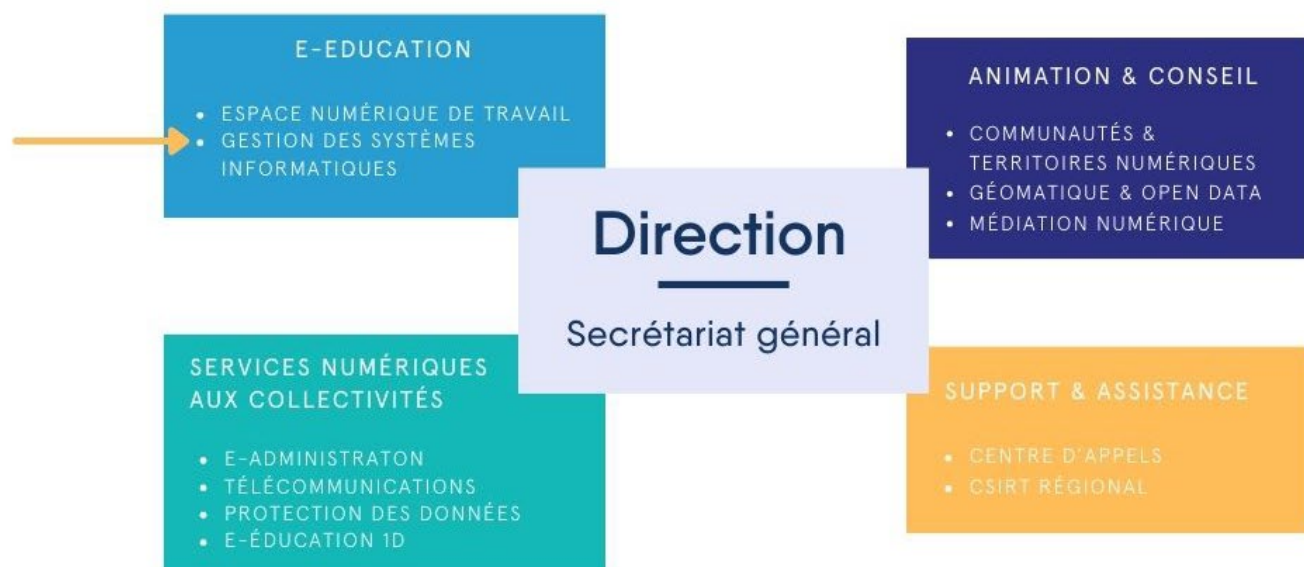 E-EDUCATION
• ESPACE NUMÉRIQUE DE TRAVAIL
• GESTION DES SYSTÈMES
INFORMATIQUES
ANIMATION & CONSEIL
• COMMUNAUTÉS &
TERRITOIRES NUMÉRIQUES
• GÉOMATIQUE & OPEN DATA
• MÉDIATION NUMÉRIQUE
Direction
Secrétariat général
SERVICES NUMÉRIQUES
AUX COLLECTIVITÉS
• E-ADMINISTRATON
• TÉLÉCOMMUNICATIONS
• PROTECTION DES DONNÉES
• E-ÉDUCATION 1D
SUPPORT & ASSISTANCE
• CENTRE D'APPELS
• CSIRT RÉGIONAL